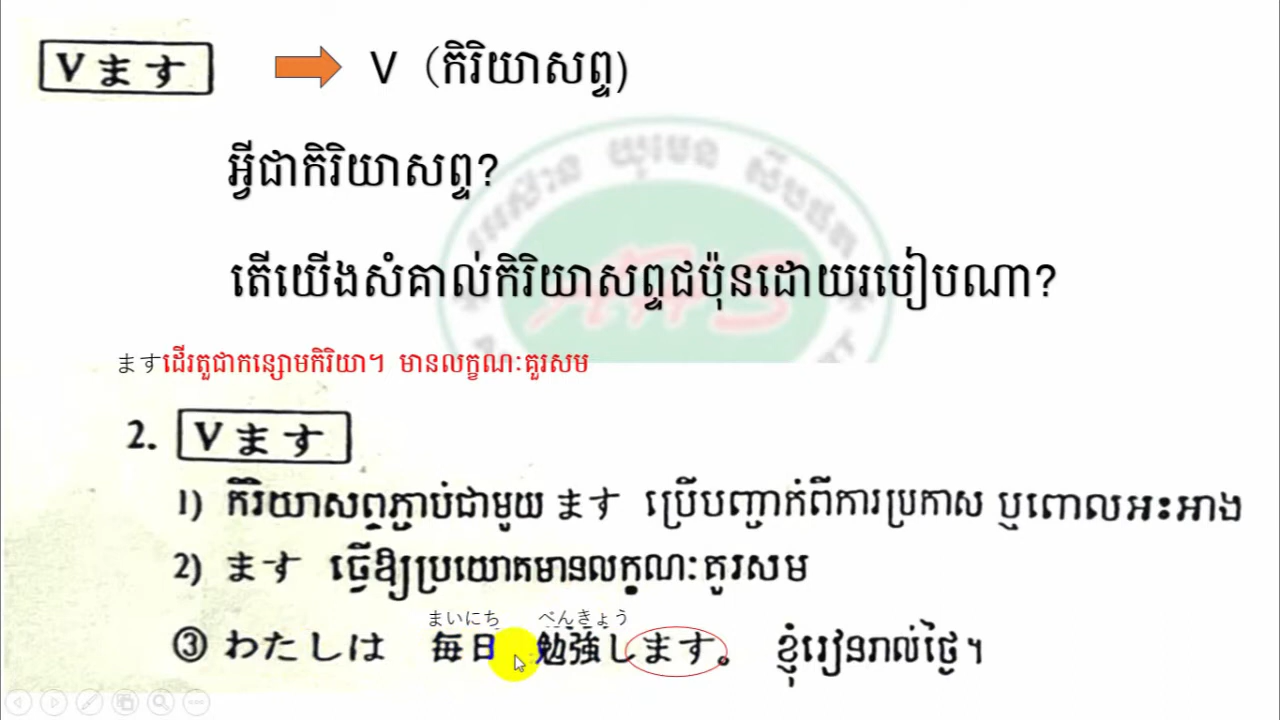 Vます V（កិរិយាសព្ទ)
អ្វីជាកិរិយាសព្ទ?
តើយើងសំគាល់កិរិយាសព្ទជប៉ុនដោយរបៀបណា?
ますដើរតួជាកន្សោមកិរិយា។ មានលក្ខណៈគួរសម
2. Vます
1) កិរិយាសព្ទភ្ជាប់ជាមួយ ます ប្រើបញ្ជាក់ពីការប្រកាស ឬពោលអះអាង
2) ます ធ្វើឱ្យប្រយោគមានលក្ខណៈគួរសម
まいにち べんきょう
③ わたしは 毎日、勉強します。 ខ្ញុំរៀនរាល់ថ្ងៃ។